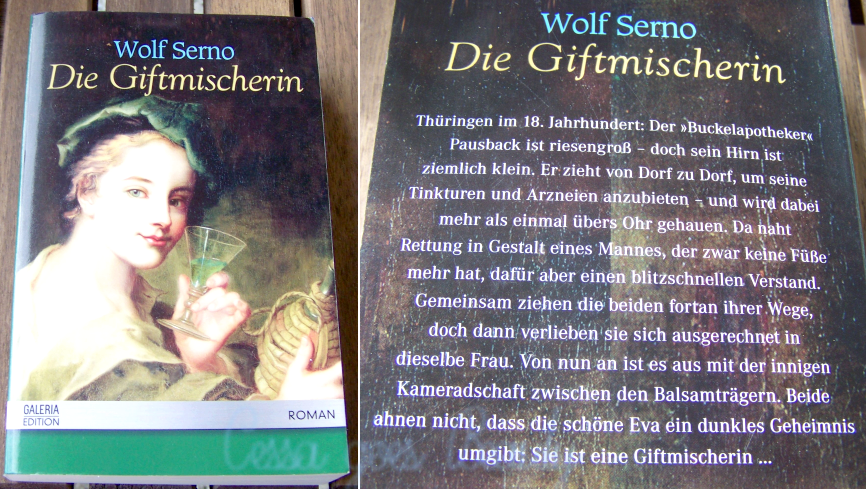 Wolf Serno
Die Giftmischerin
GALERIA
EDITION
ROMAN
Wolf Serno
Die Giftmischerin
Thüringen im 18. Jahrhundert: Der »Buckelapotheker«
Pausback ist riesengroß – doch sein Hirn ist
ziemlich klein. Er zieht von Dorf zu Dorf, um seine
Tinkturen und Arzneien anzubieten – und wird dabei
mehr als einmal übers Ohr gehauen. Da naht
Rettung in Gestalt eines Mannes, der zwar keine Füße
mehr hat, dafür aber einen blitzschnellen Verstand.
Gemeinsam ziehen die beiden fortan ihrer Wege,
doch dann verlieben sie sich ausgerechnet in
dieselbe Frau. Von nun an ist es aus mit der innigen
Kameradschaft zwischen den Balsamträgern. Beide
ahnen nicht, dass die schöne Eva ein dunkles Geheimnis
umgibt: Sie ist eine Giftmischerin ...
Cessa